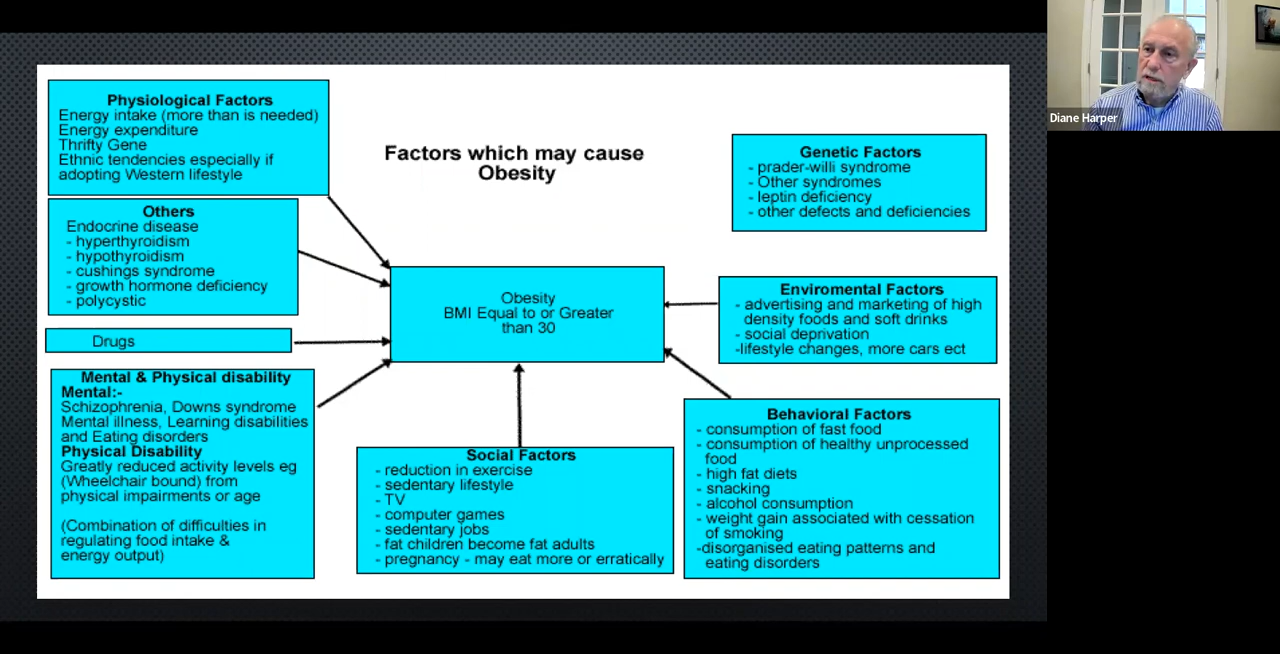 Physiological Factors
Energy intake (more than is needed)
Energy expenditure
Thrifty Gene
Ethnic tendencies especially if
adopting Western lifestyle
Others
Endocrine disease
- hyperthyroidism
- hypothyroidism
- cushings syndrome
- growth hormone deficiency
- polycystic
Drugs
Mental & Physical disability
Mental:-
Schizophrenia, Downs syndrome
Mental illness, Learning disabilities
and Eating disorders
Physical Disability
Greatly reduced activity levels eg
(Wheelchair bound) from
physical impairments or age
(Combination of difficulties in
regulating food intake &
energy output)
Factors which may cause
Obesity
Obesity
BMI Equal to or Greater
than 30
Social Factors
- reduction in exercise
- sedentary lifestyle
- TV
- computer games
- sedentary jobs
- fat children become fat adults
- pregnancy - may eat more or erratically
Genetic Factors
- prader-willi syndrome
- Other syndromes
- leptin deficiency
- other defects and deficiencies
Enviromental Factors
- advertising and marketing of high
density foods and soft drinks
- social deprivation
-lifestyle changes, more cars ect
Behavioral Factors
- consumption of fast food
- consumption of healthy unprocessed
food
- high fat diets
- snacking
- alcohol consumption
- weight gain associated with cessation
of smoking
-disorganised eating patterns and
eating disorders
Diane Harper